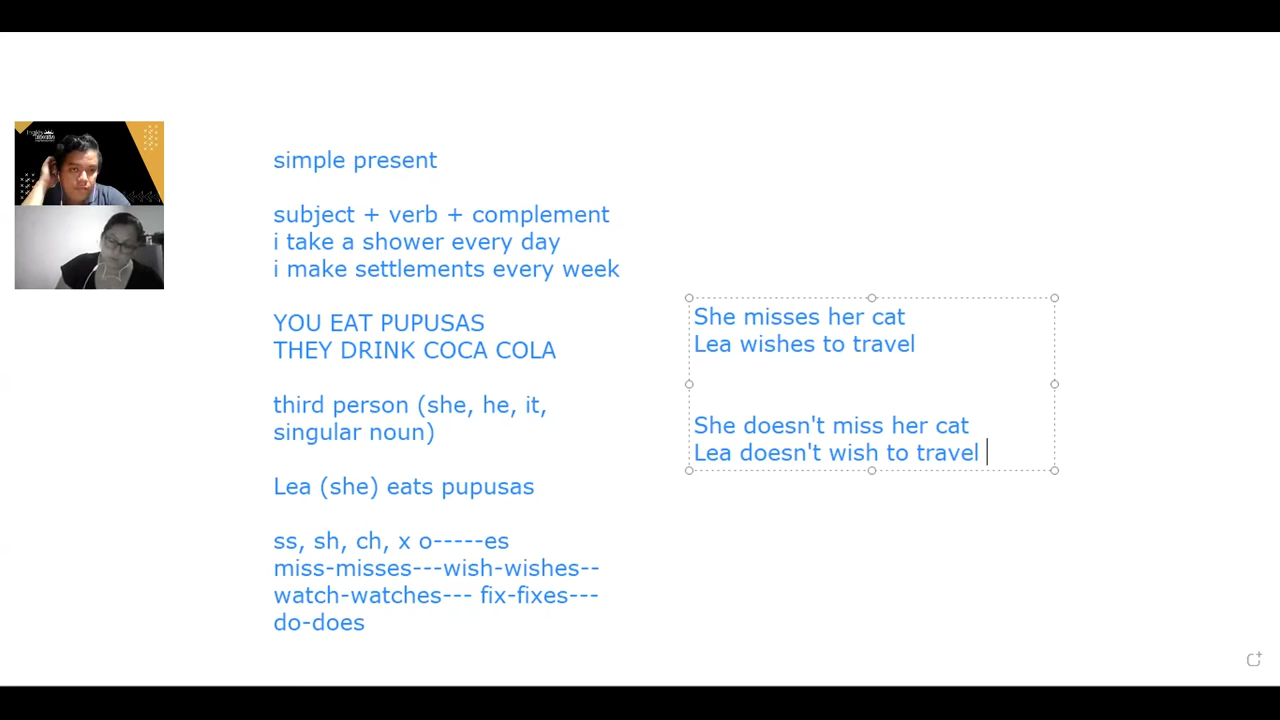 Inglés
simple present
subject + verb + complement
i take a shower every day
i make settlements every week
YOU EAT PUPUSAS
THEY DRINK COCA COLA
third person (she, he, it,
singular noun)
Lea (she) eats pupusas
ss, sh, ch, x o-----es
miss-misses---wish-wishes--
watch-watches--- fix-fixes---
do-does
She misses her cat
Lea wishes to travel
She doesn't miss her cat
Lea doesn't wish to travel